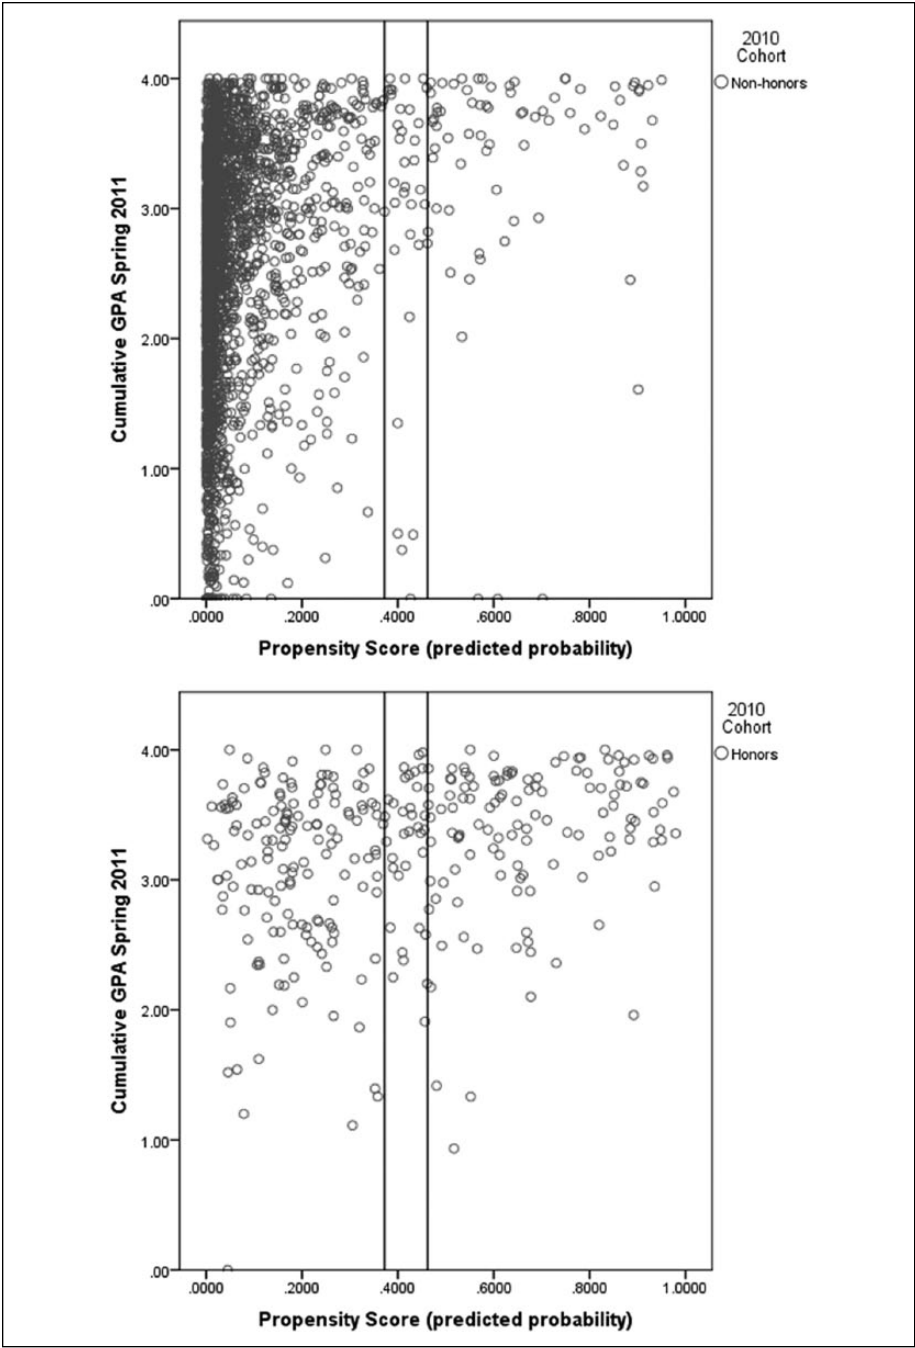 2010
Cohort
Non-honors
4.00
3.00
2.00
1.00
.00
Cumulative GPA Spring 2011
.0000 .2000 .4000 .6000 .8000 1.0000
Propensity Score (predicted probability)
2010
Cohort
Honors
4.00
3.00
2.00
1.00
.00
Cumulative GPA Spring 2011
.0000 .2000 .4000 .6000 .8000 1.0000
Propensity Score (predicted probability)